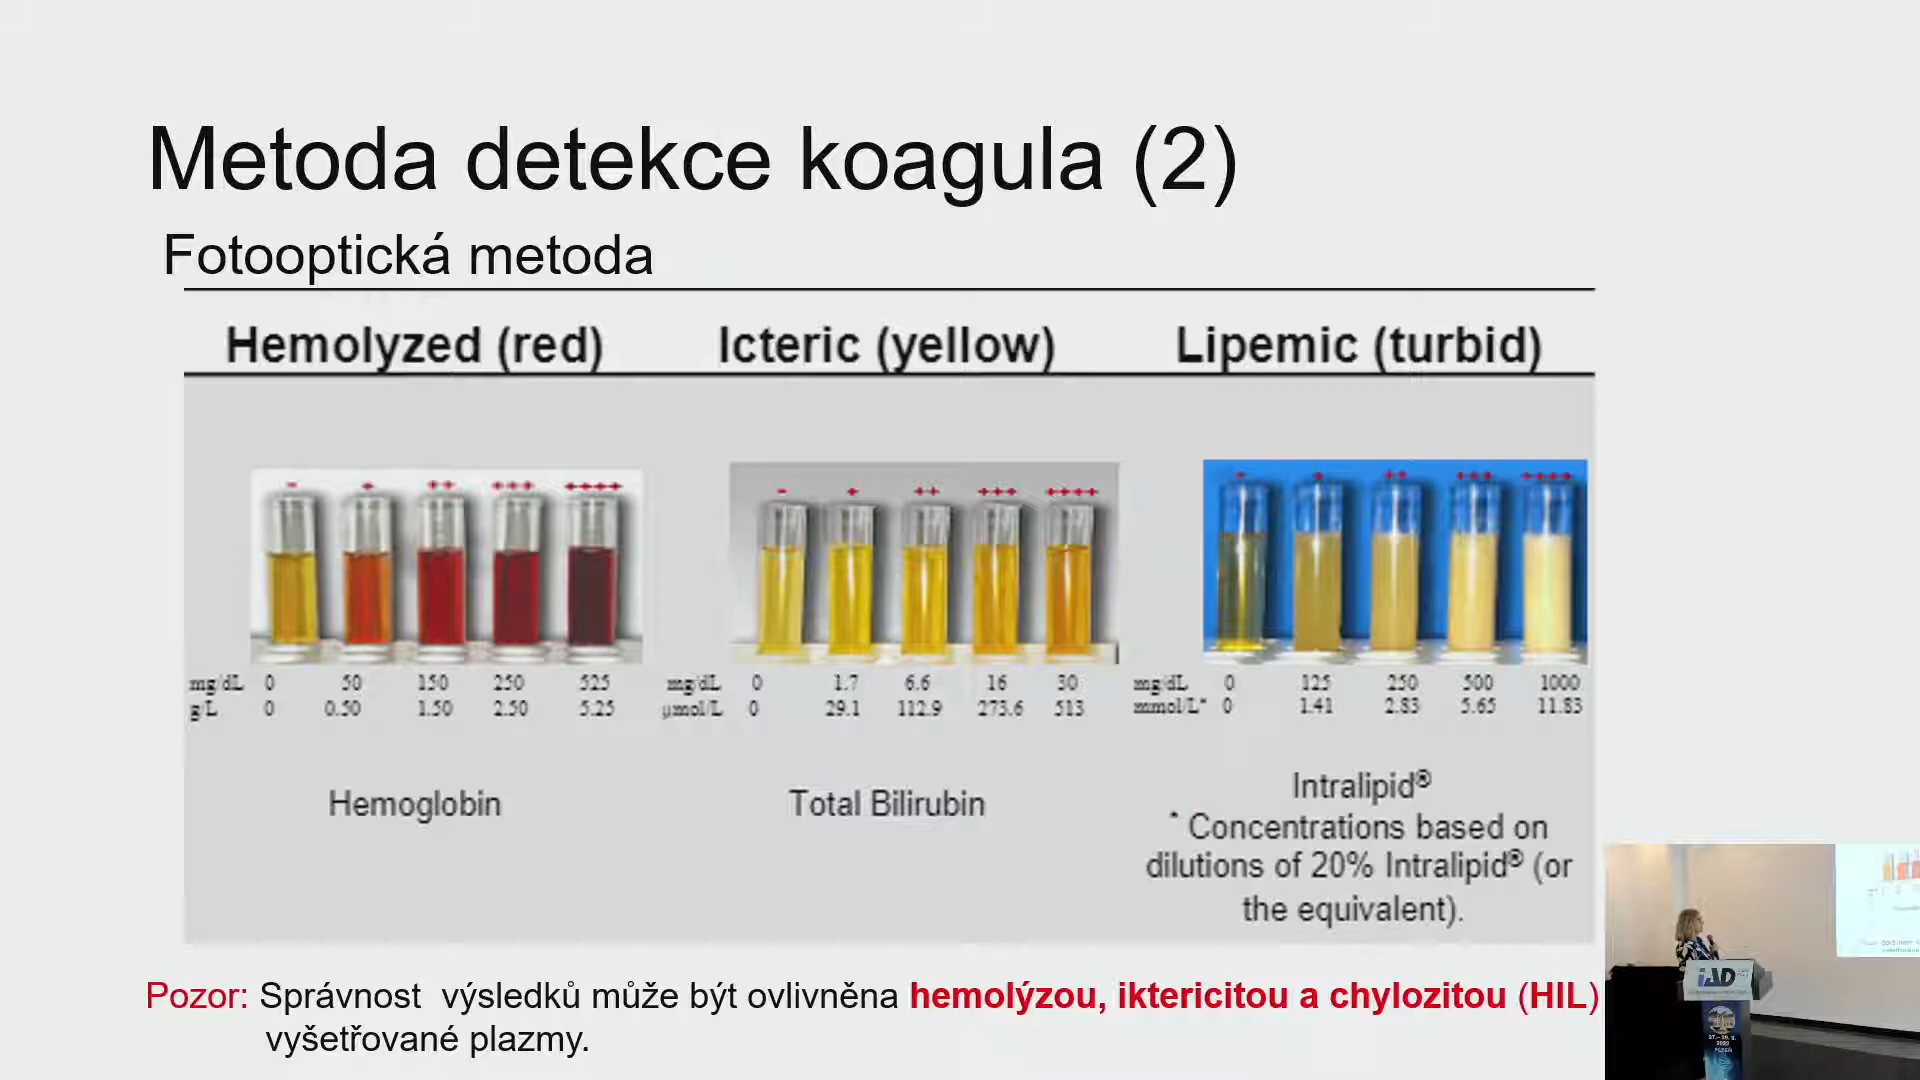 Metoda detekce koagula (2)
Fotooptická metoda
Hemolyzed (red) Icteric (yellow) Lipemic (turbid)
- + ++ +++ ++++ - + ++ +++ ++++ - + ++ +++ ++++
mg/dL 0 50 150 250 525 mg/dL 0 1.7 6.6 16 30 mg/dL 0 125 250 500 1000
g/L 0 0.50 1.50 2.50 5.25 µmol/L 0 29.1 112.9 273.6 513 mmol/L* 0 1.41 2.83 5.65 11.83
Hemoglobin
Total Bilirubin
Intralipid®
* Concentrations based on
dilutions of 20% Intralipid® (or
the equivalent).
Pozor: Správnost výsledků může být ovlivněna hemolýzou, iktericitou a chylozitou (HIL)
vyšetřované plazmy.
iAD
PLZEŇ